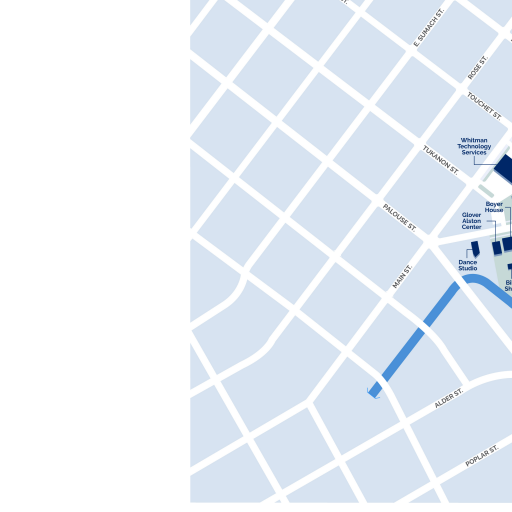 ST.
E SUMACH ST.
ROSE ST.
TOUCHET ST.
Whitman
Technology
Services
TUKANON ST.
Boyer
House
PALOUSE ST.
Glover
Alston
Center
Dance
Studio
MAIN ST.
ALDER ST.
POPLAR ST.